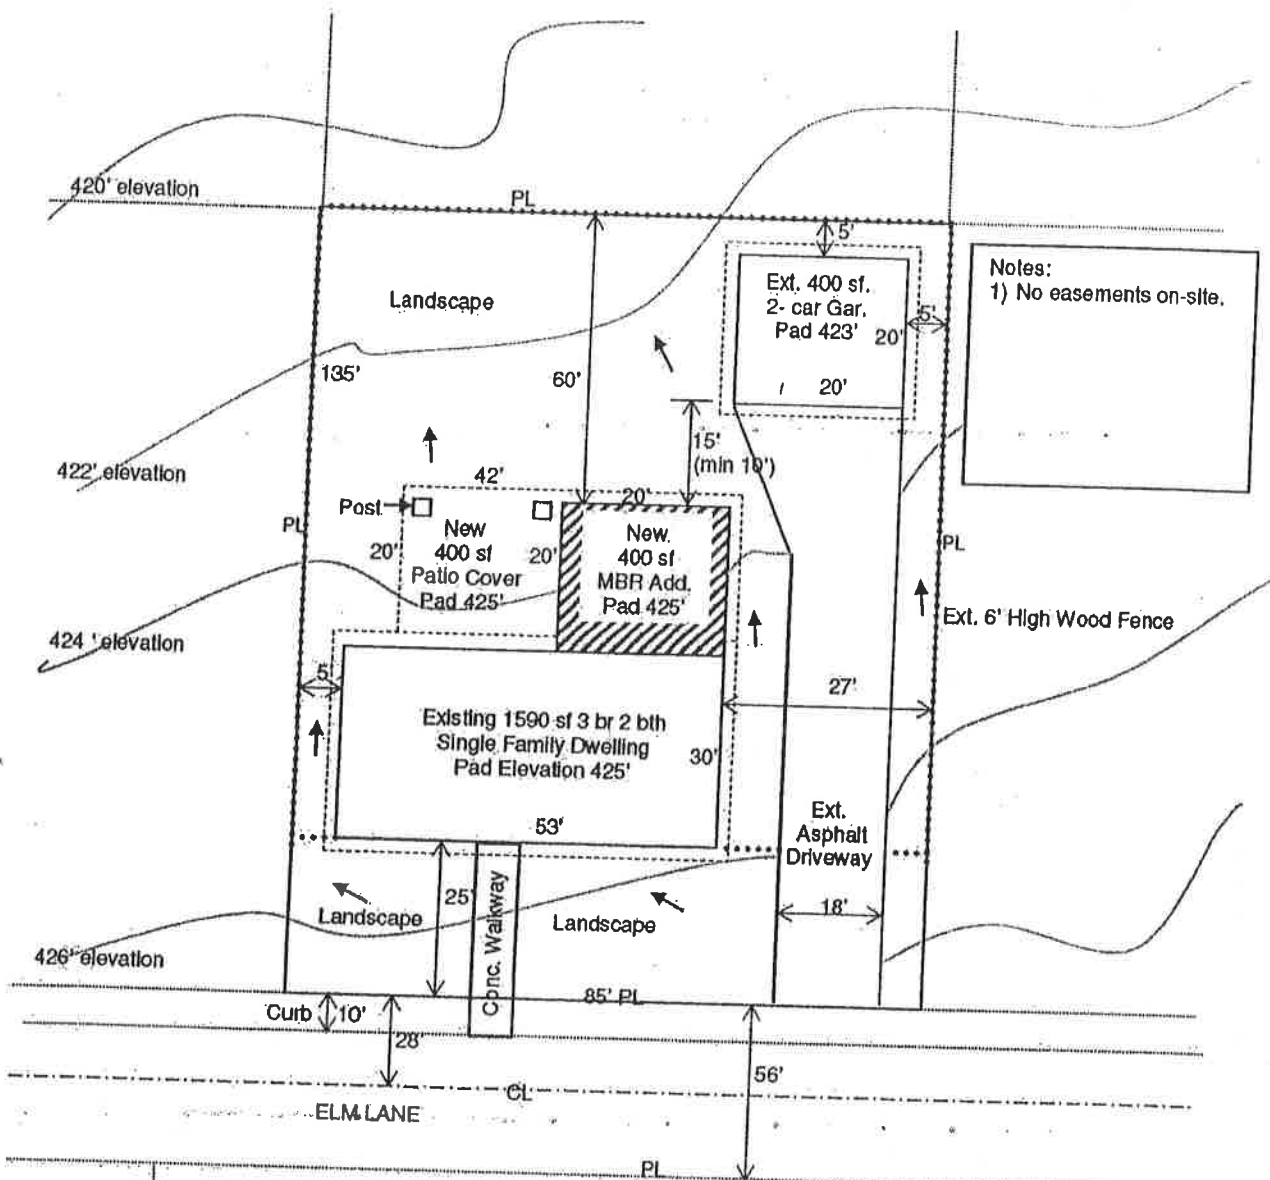 420' elevation
PL
5'
Ext. 400 sf.
2- car Gar.
Pad 423'
20'
5'
20'
Notes:
1) No easements on-site.
Landscape
135'
60'
15'
(min 10')
422' elevation
42'
20'
Post
PL
New
400 sf
Patio Cover
Pad 425'
20'
20'
New.
400 sf
MBR Add.
Pad 425'
PL
Ext. 6' High Wood Fence
424 ' elevation
5'
27'
Existing 1590 sf 3 br 2 bth
Single Family Dwelling
Pad Elevation 425'
30'
53'
Ext.
Asphalt
Driveway
25'
18'
Landscape
Conc. Walkway
Landscape
426' elevation
85' PL
Curb
10'
28'
56'
CL
ELM LANE
PL